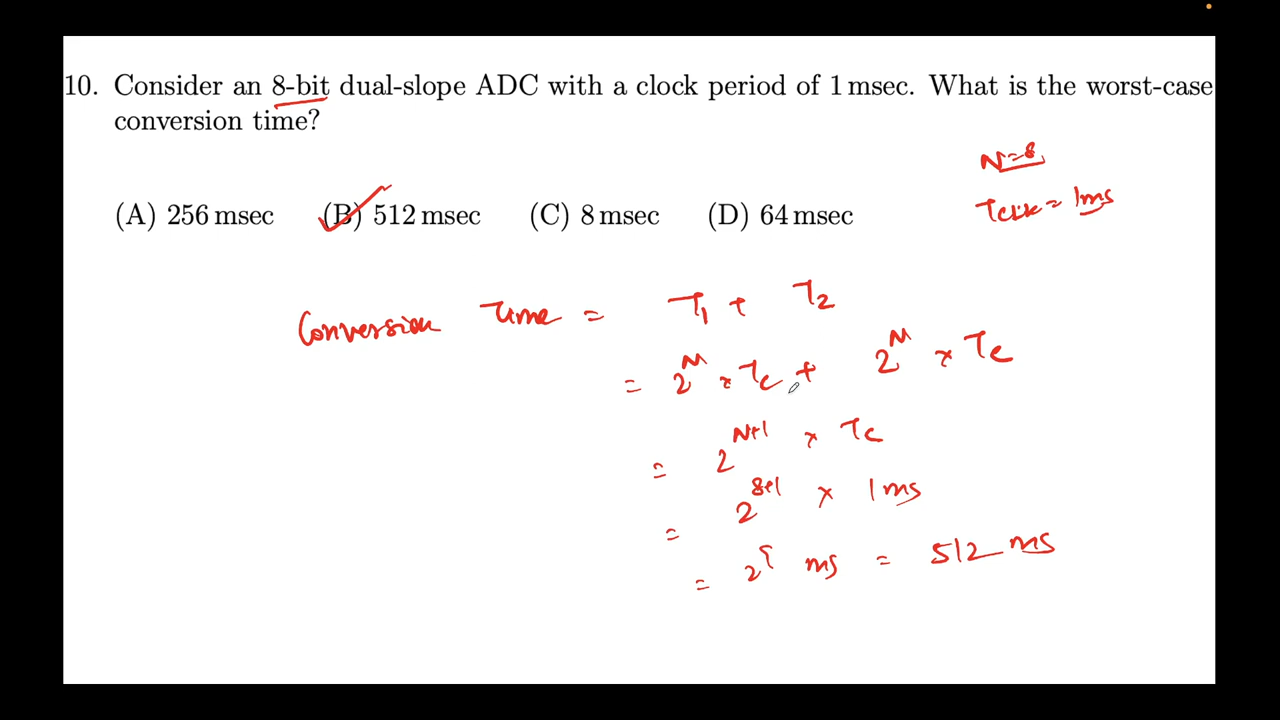 10. Consider an 8-bit dual-slope ADC with a clock period of 1 msec. What is the worst-case
conversion time?
N=8
(A) 256 msec (B) 512 msec (C) 8 msec (D) 64 msec
TCLK = 1ms
Conversion Time = T1 + T2
= 2^N × Tc + 2^N × Tc
= 2^N+1 × Tc
= 2^8+1 × 1ms
= 2^9 ms = 512 ms